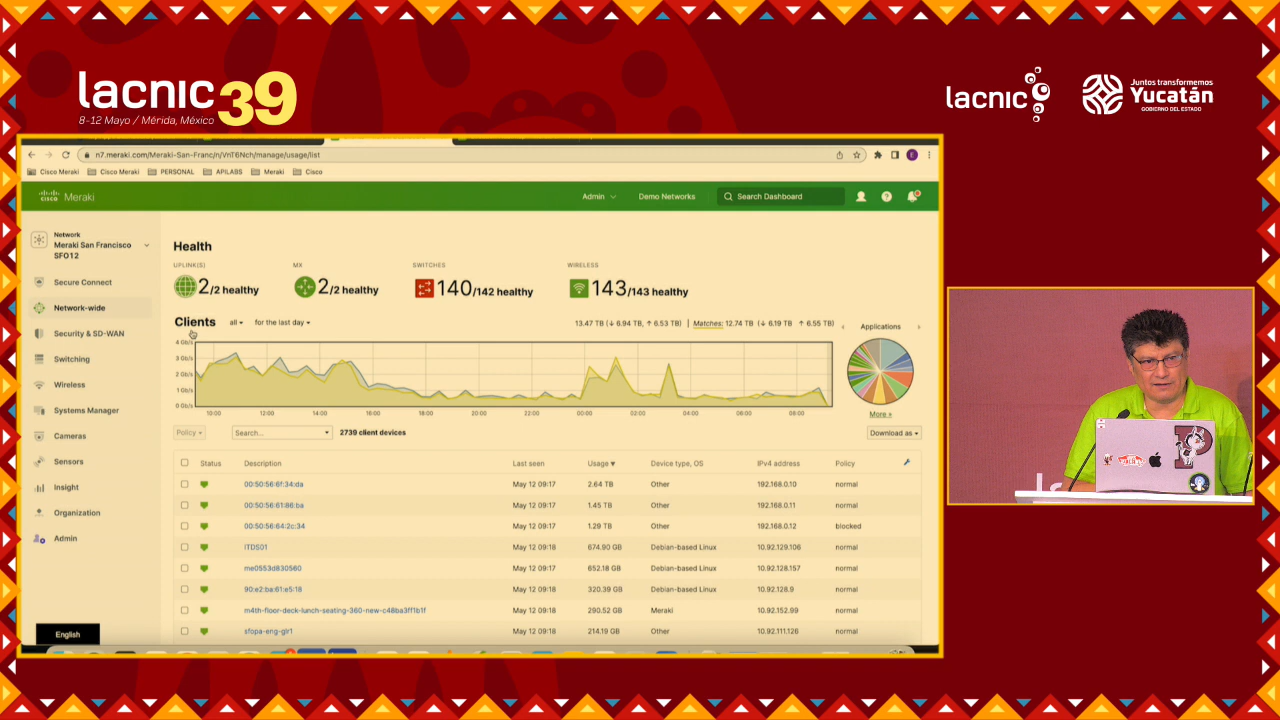 lacnic39
8-12 Mayo / Mérida, México
lacnic
Juntos transformemos
Yucatán
GOBIERNO DEL ESTADO
n7.meraki.com/Meraki-San-Franc/n/VnT6Nch/manage/usage/list
E
Cisco Meraki
Cisco Meraki
PERSONAL
APILABS
Meraki
Cisco
cisco Meraki
Admin
Demo Networks
Search Dashboard
Network
Meraki San Francisco
SFO12
Secure Connect
Network-wide
Security & SD-WAN
Switching
Wireless
Systems Manager
Cameras
Sensors
Insight
Organization
Admin
English
Health
UPLINK(S)
MX
SWITCHES
WIRELESS
2/2 healthy
2/2 healthy
140/142 healthy
143/143 healthy
Clients all for the last day
13.47 TB (↓ 6.94 TB, ↑ 6.53 TB) | Matches: 12.74 TB (↓ 6.19 TB ↑ 6.55 TB)
Applications
4 Gb/s
3 Gb/s
2 Gb/s
1 Gb/s
0 Gb/s
10:00 12:00 14:00 16:00 18:00 20:00 22:00 00:00 02:00 04:00 06:00 08:00
More »
Policy
Search...
2739 client devices
Download as
Status Description Last seen Usage ▼ Device type, OS IPv4 address Policy
00:50:56:6f:34:da May 12 09:17 2.64 TB Other 192.168.0.10 normal
00:50:56:61:86:ba May 12 09:17 1.45 TB Other 192.168.0.11 normal
00:50:56:64:2c:34 May 12 09:17 1.29 TB Other 192.168.0.12 blocked
ITDS01 May 12 09:18 674.90 GB Debian-based Linux 10.92.129.106 normal
me0553d830560 May 12 09:17 652.18 GB Debian-based Linux 10.92.128.157 normal
90:e2:ba:61:e5:18 May 12 09:18 320.39 GB Debian-based Linux 10.92.128.9 normal
m4th-floor-deck-lunch-seating-360-new-c48ba3ff1b1f May 12 09:18 290.52 GB Meraki 10.92.152.99 normal
sfopa-eng-glr1 May 12 09:18 214.19 GB Other 10.92.111.126 normal